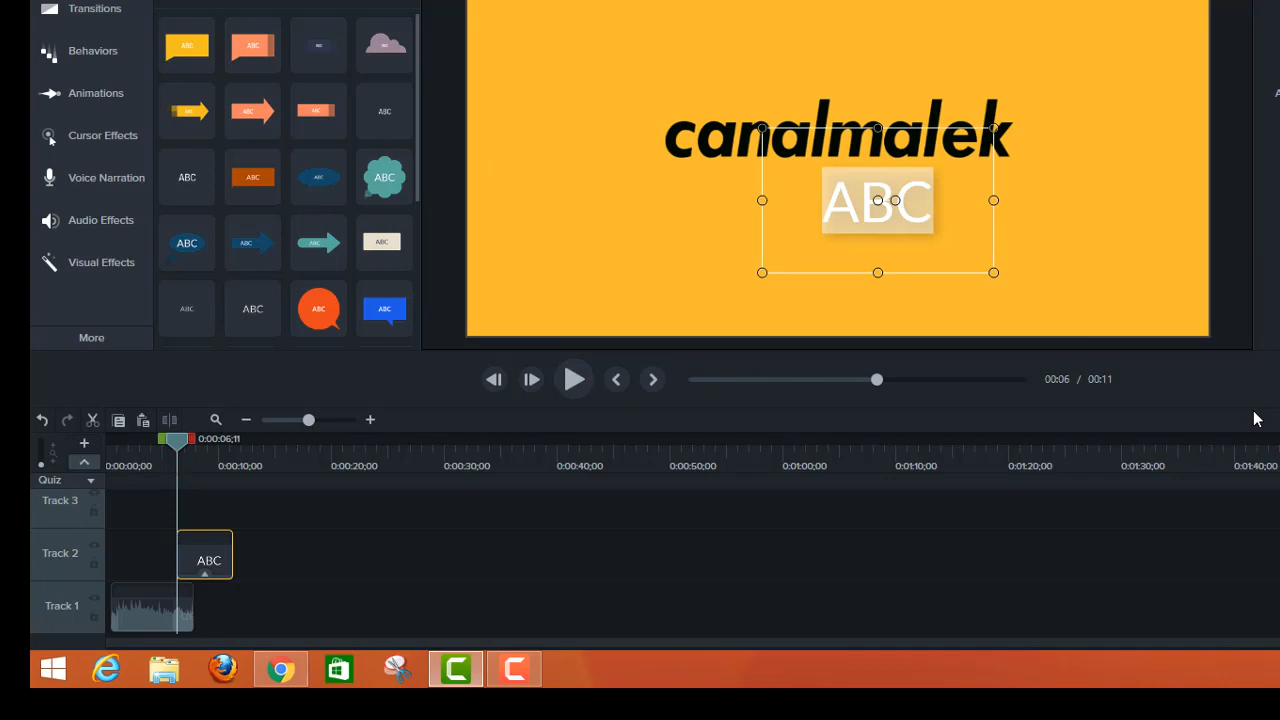 Transitions
Behaviors
Animations
Cursor Effects
Voice Narration
Audio Effects
Visual Effects
More
ABC ABC
ABC ABC ABC
ABC ABC ABC ABC
ABC ABC ABC ABC
ABC ABC ABC ABC
canalmalek
ABC
00:06 / 00:11
0:00:06;11
0:00:00;00 0:00:10;00 0:00:20;00 0:00:30;00 0:00:40;00 0:00:50;00 0:01:00;00 0:01:10;00 0:01:20;00 0:01:30;00 0:01:40;00
Quiz
Track 3
Track 2
ABC
Track 1